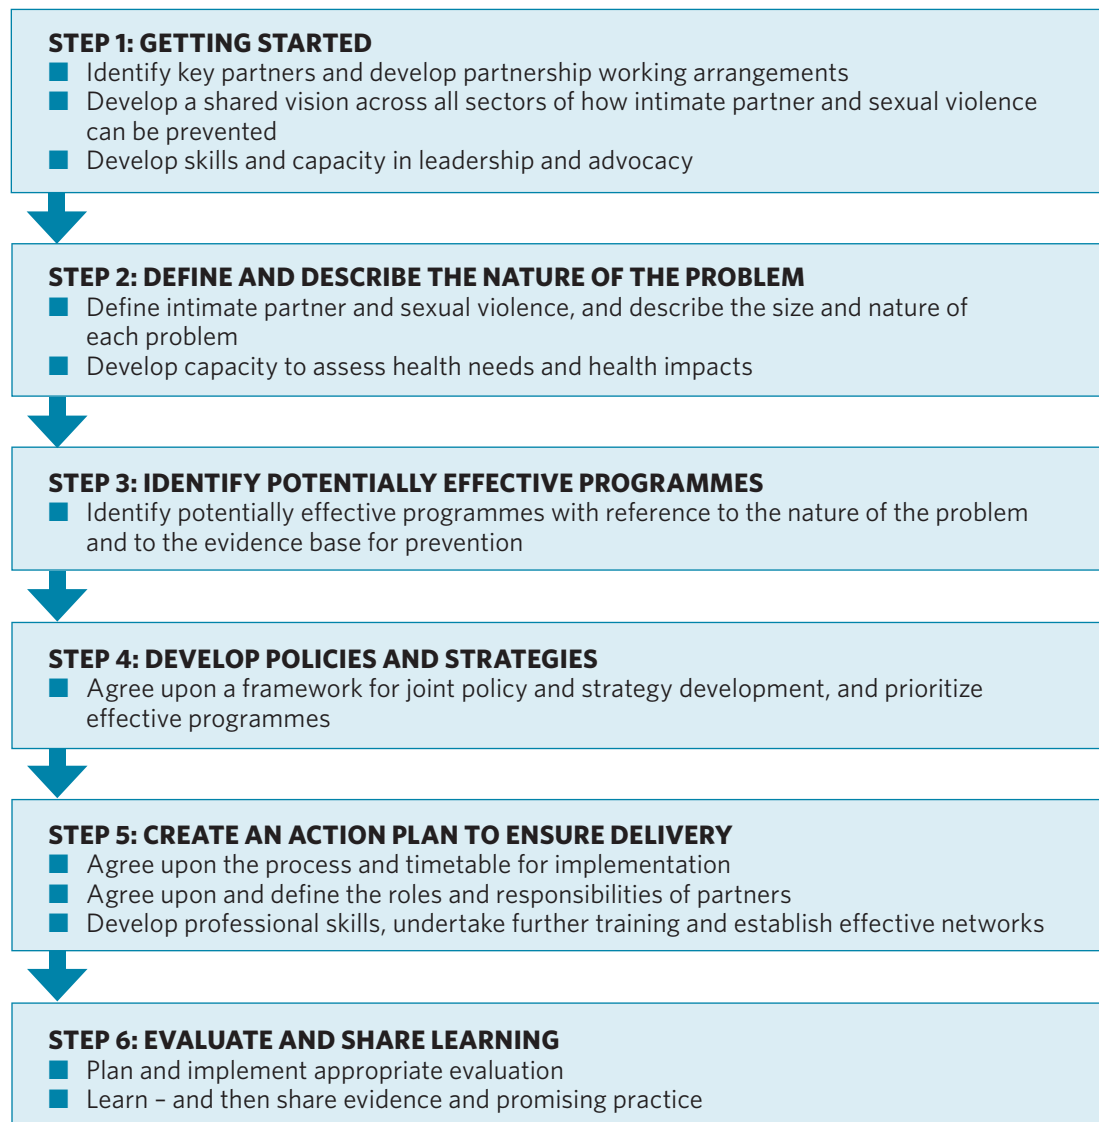 STEP 1: GETTING STARTED
■ Identify key partners and develop partnership working arrangements
■ Develop a shared vision across all sectors of how intimate partner and sexual violence
can be prevented
■ Develop skills and capacity in leadership and advocacy
STEP 2: DEFINE AND DESCRIBE THE NATURE OF THE PROBLEM
■ Define intimate partner and sexual violence, and describe the size and nature of
each problem
■ Develop capacity to assess health needs and health impacts
STEP 3: IDENTIFY POTENTIALLY EFFECTIVE PROGRAMMES
■ Identify potentially effective programmes with reference to the nature of the problem
and to the evidence base for prevention
STEP 4: DEVELOP POLICIES AND STRATEGIES
■ Agree upon a framework for joint policy and strategy development, and prioritize
effective programmes
STEP 5: CREATE AN ACTION PLAN TO ENSURE DELIVERY
■ Agree upon the process and timetable for implementation
■ Agree upon and define the roles and responsibilities of partners
■ Develop professional skills, undertake further training and establish effective networks
STEP 6: EVALUATE AND SHARE LEARNING
■ Plan and implement appropriate evaluation
■ Learn – and then share evidence and promising practice